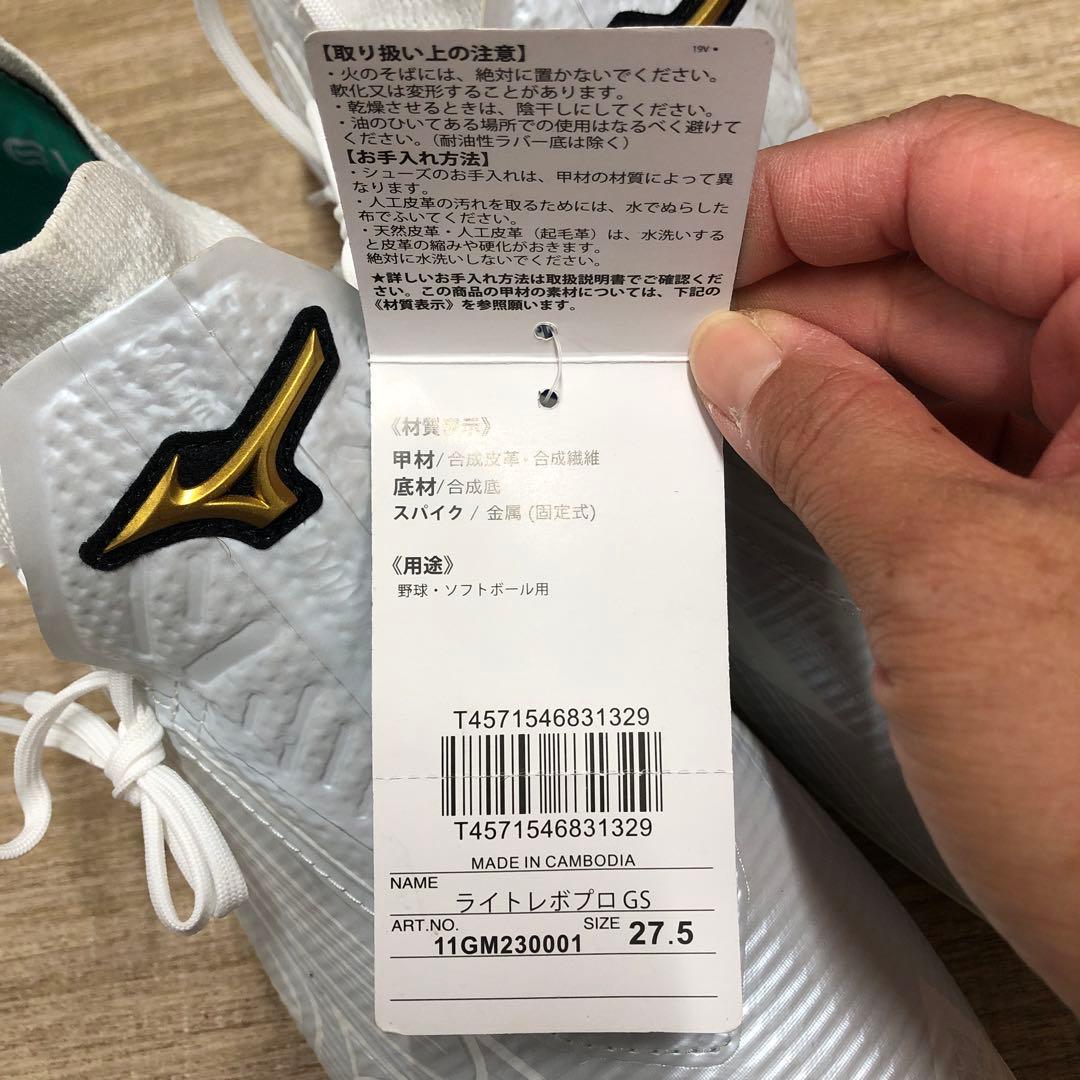 【取り扱い上の注意】
19V ●
・火のそばには、絶対に置かないでください。
軟化又は変形することがあります。
・乾燥させるときは、陰干しにしてください。
・油のひいてある場所での使用はなるべく避けて
ください。（耐油性ラバー底は除く）
【お手入れ方法】
・シューズのお手入れは、甲材の材質によって異
なります。
・人工皮革の汚れを取るためには、水でぬらした
布でふいてください。
・天然皮革・人工皮革（起毛革）は、水洗いする
と皮革の縮みや硬化がおきます。
絶対に水洗いしないでください。
★詳しいお手入れ方法は取扱説明書でご確認くだ
さい。この商品の甲材の素材については、下記の
《材質表示》を参照願います。
《材質表示》
甲材/合成皮革・合成繊維
底材/合成底
スパイク / 金属 (固定式)
《用途》
野球・ソフトボール用
T4571546831329
T4571546831329
MADE IN CAMBODIA
NAME
ライトレボプロ GS
ART.NO. 11GM230001 SIZE 27.5